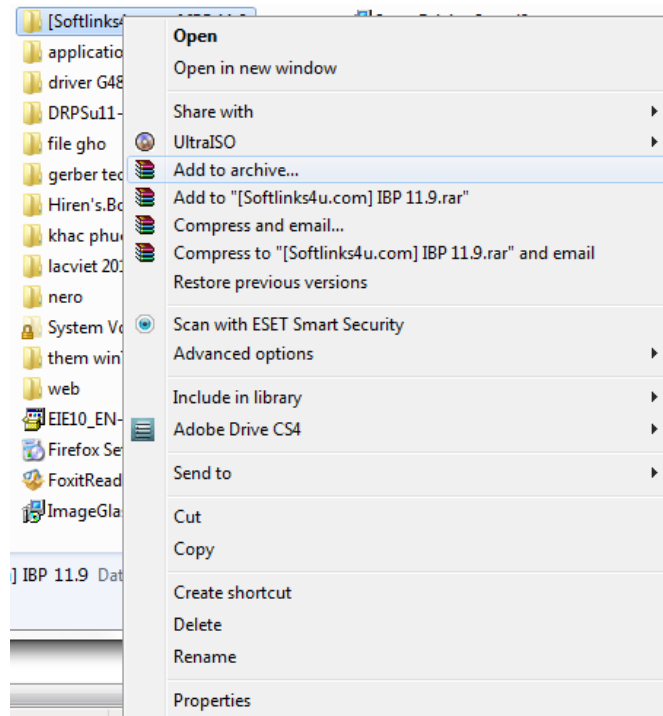 [Softlinks4
Open
applicatio
Open in new window
driver G48
DRPSu11-
Share with
file gho
UltraISO
gerber tec
Add to archive...
Hiren's.Bo
Add to "[Softlinks4u.com] IBP 11.9.rar"
khac phu
Compress and email...
lacviet 201
Compress to "[Softlinks4u.com] IBP 11.9.rar" and email
nero
Restore previous versions
System Vo
Scan with ESET Smart Security
them win7
Advanced options
web
Include in library
EIE10_EN-
Adobe Drive CS4
Firefox Se
FoxitRead
Send to
ImageGla
Cut
Copy
] IBP 11.9 Dat
Create shortcut
Delete
Rename
Properties